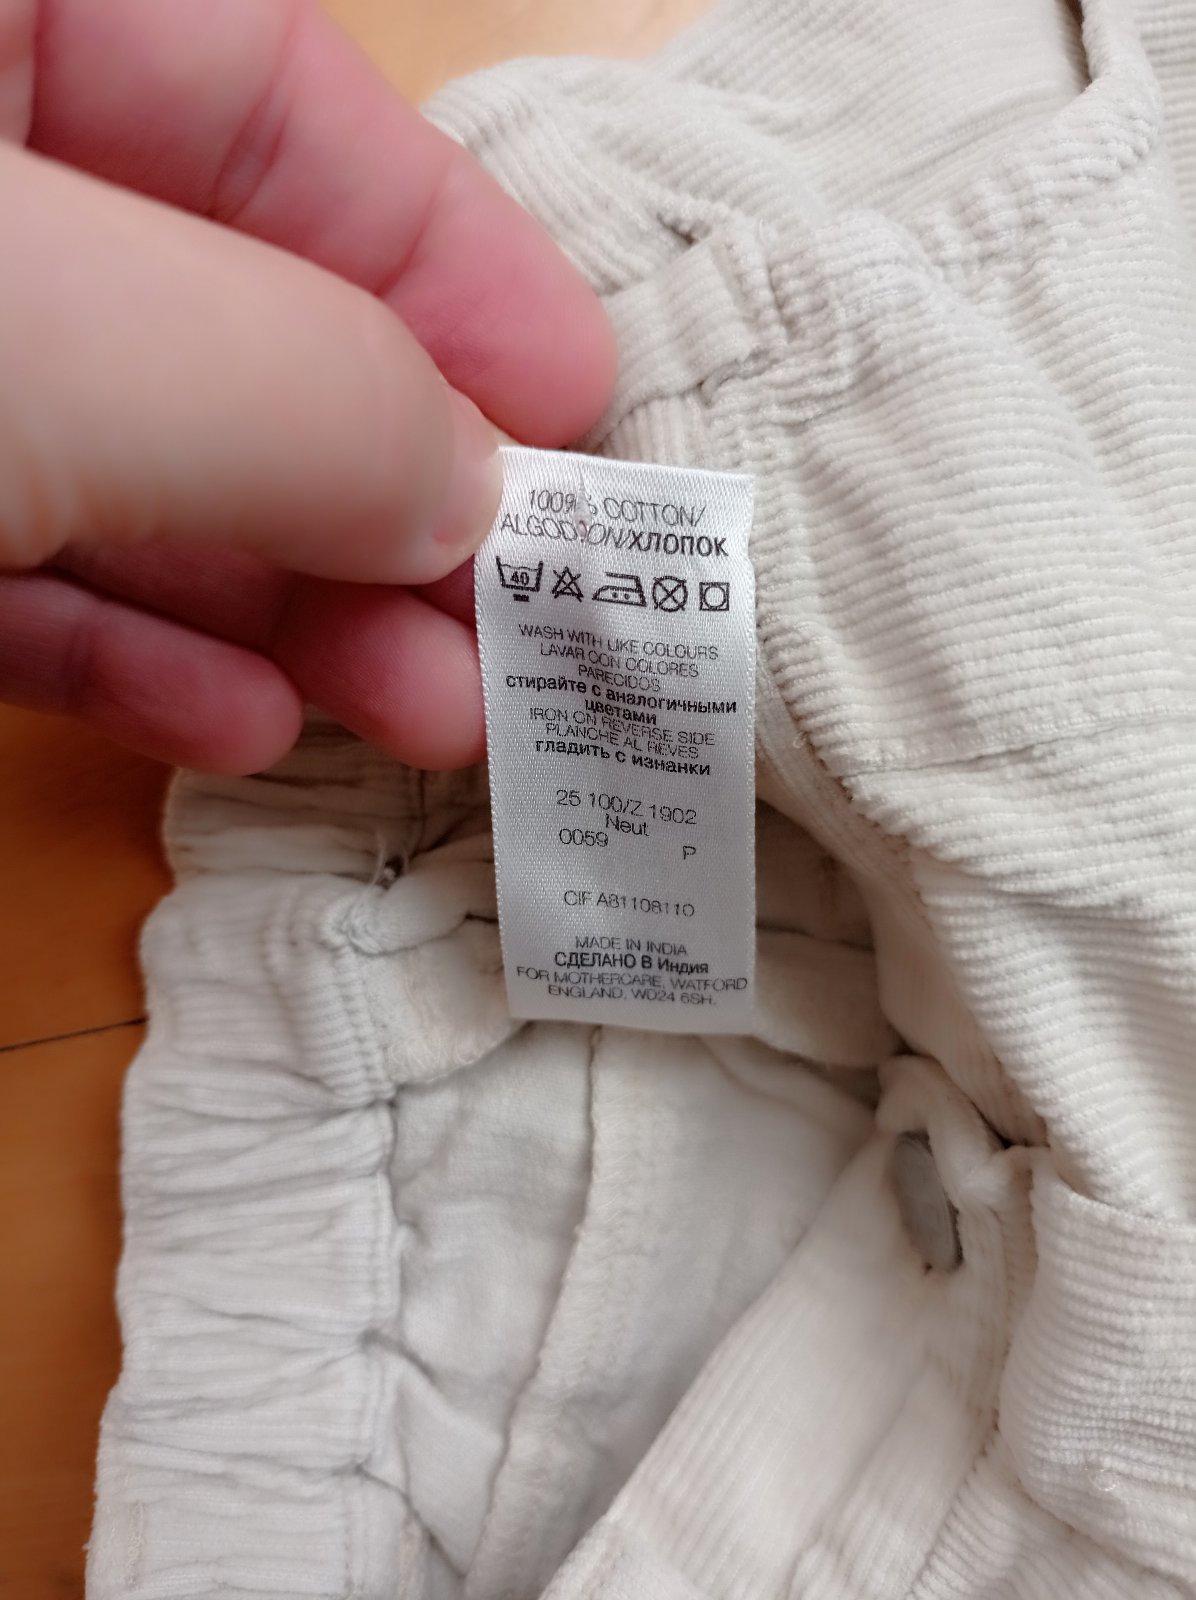 100% COTTON/
ALGODON/ХЛОПОК
40
WASH WITH LIKE COLOURS
LAVAR CON COLORES
PARECIDOS
стирайте с аналогичными
цветами
IRON ON REVERSE SIDE
PLANCHE AL REVES
гладить с изнанки
25 100/Z 1902
Neut
0059 P
CIF A81108110
MADE IN INDIA
СДЕЛАНО В Индия
FOR MOTHERCARE, WATFORD
ENGLAND, WD24 6SH.